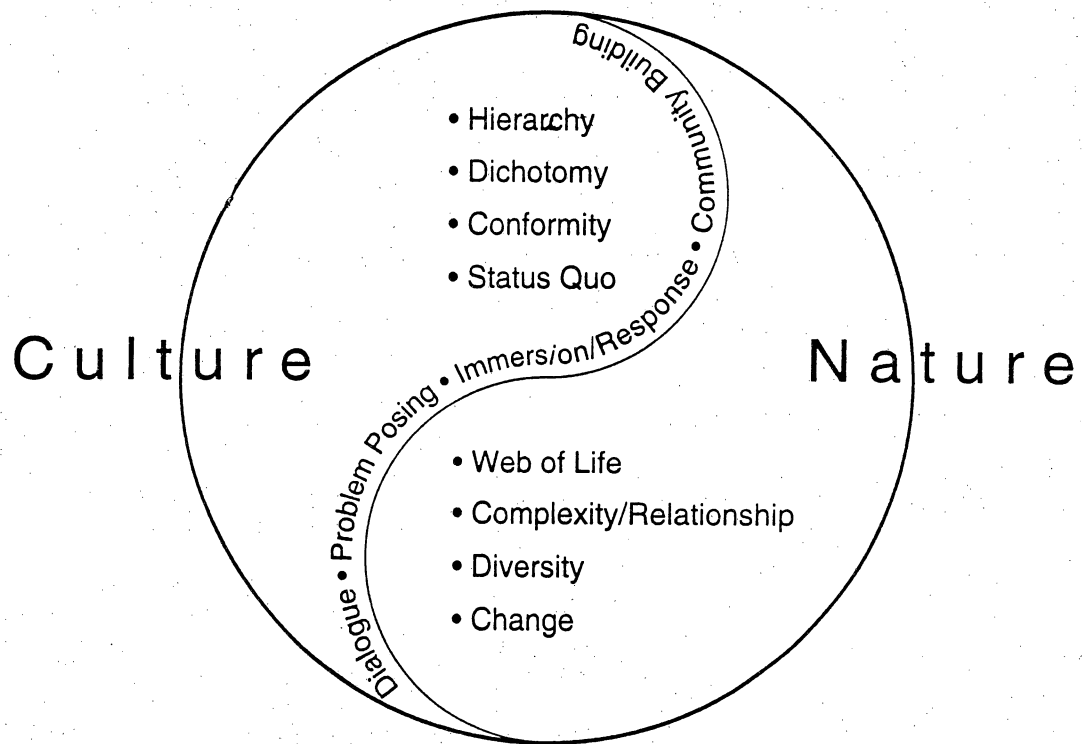 Culture
• Hierarchy
• Dichotomy
• Conformity
• Status Quo
Dialogue • Problem Posing • Immersion/Response • Community Building
Nature
• Web of Life
• Complexity/Relationship
• Diversity
• Change